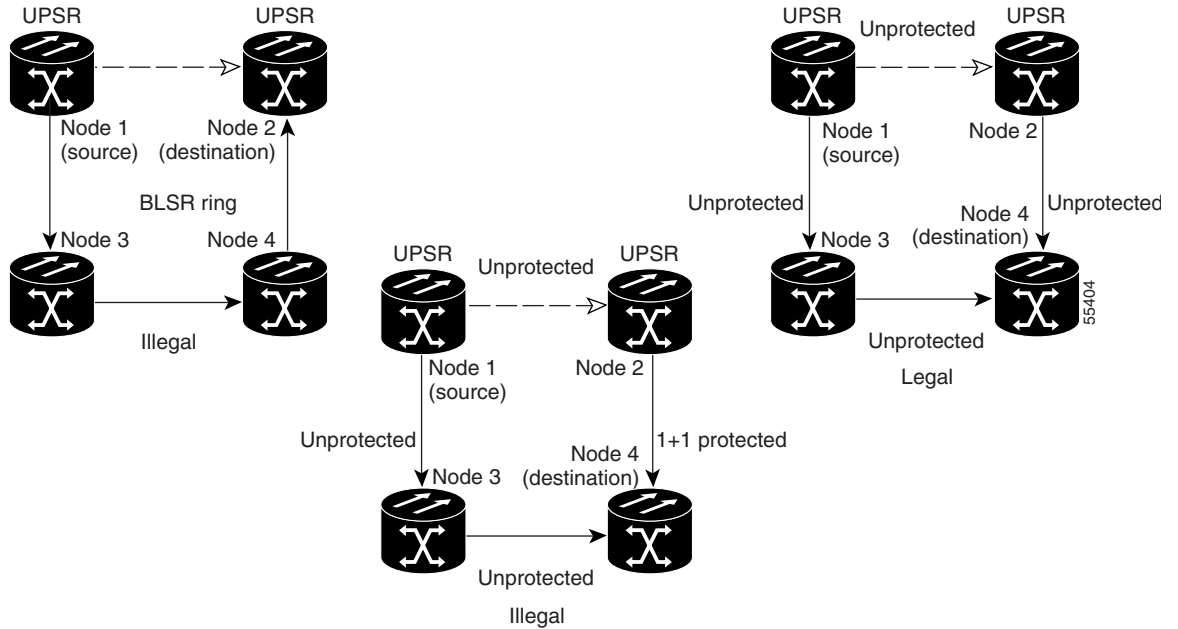 UPSR
UPSR
Node 1
(source)
Node 2
(destination)
BLSR ring
Node 3
Node 4
Illegal
UPSR
Unprotected
UPSR
Node 1
(source)
Node 2
Unprotected
1+1 protected
Node 3
Node 4
(destination)
Unprotected
Illegal
UPSR
Unprotected
UPSR
Node 1
(source)
Node 2
Unprotected
Unprotected
Node 3
Node 4
(destination)
Unprotected
Legal
55404